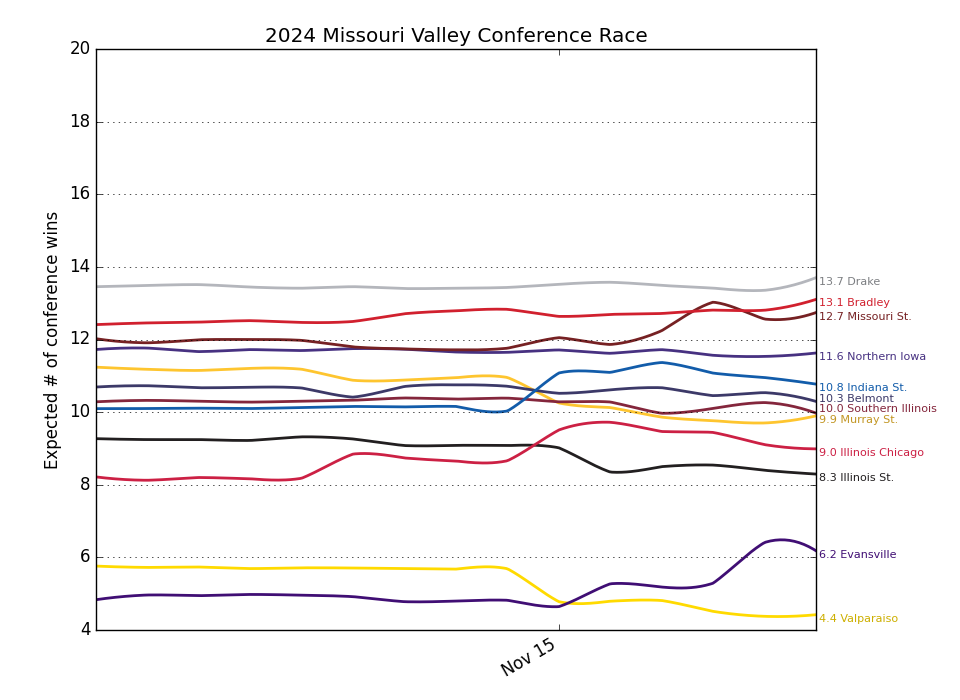 2024 Missouri Valley Conference Race
Expected # of conference wins
20
18
16
14
12
10
8
6
4
Nov 15
13.7 Drake
13.1 Bradley
12.7 Missouri St.
11.6 Northern Iowa
10.8 Indiana St.
10.3 Belmont
10.0 Southern Illinois
9.9 Murray St.
9.0 Illinois Chicago
8.3 Illinois St.
6.2 Evansville
4.4 Valparaiso